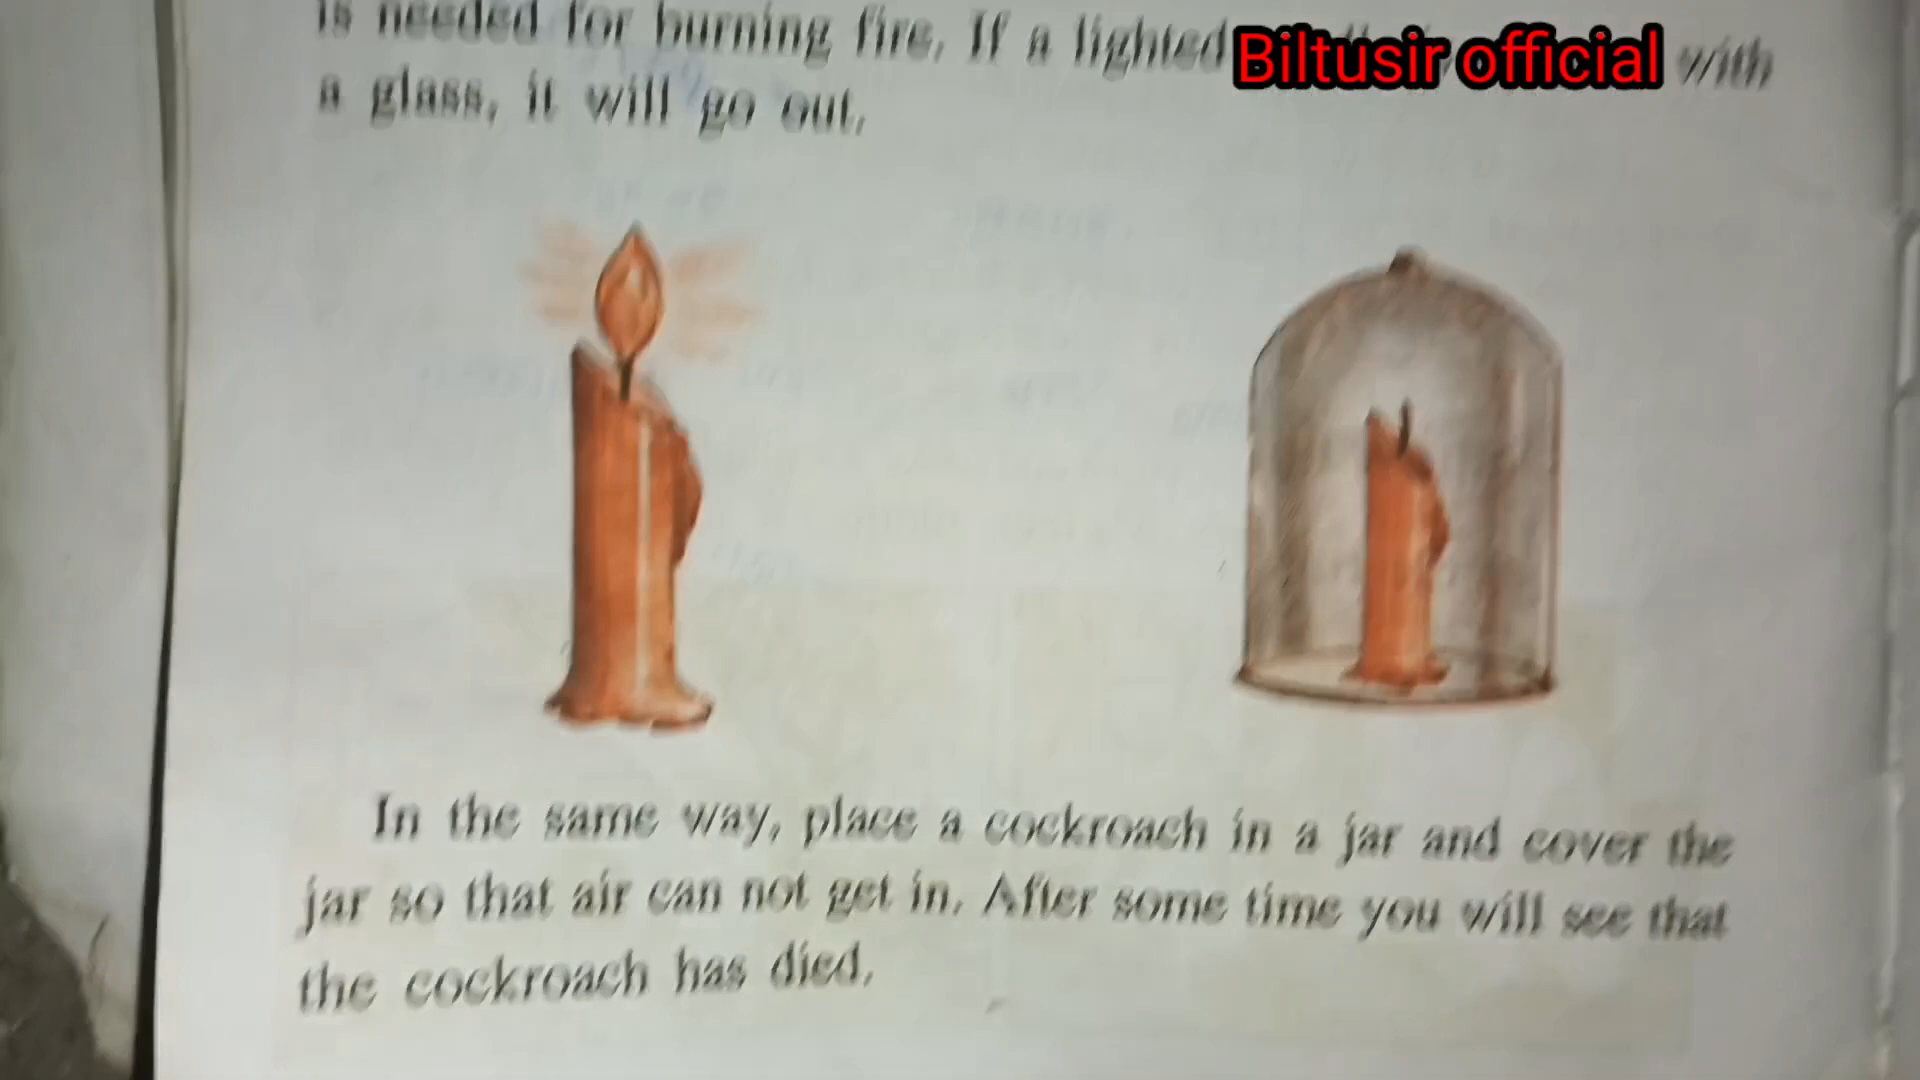 is needed for burning fire. If a lighted Biltusir official with
a glass, it will go out.
In the same way, place a cockroach in a jar and cover the
jar so that air can not get in. After some time you will see that
the cockroach has died.